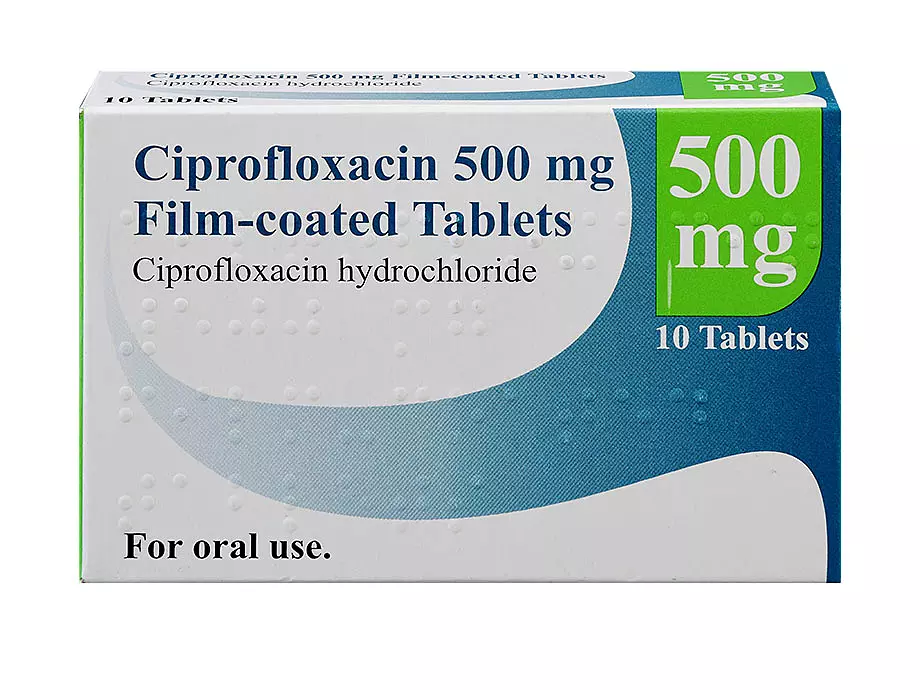 Ciprofloxacin 500 mg Film-coated Tablets
Ciprofloxacin hydrochloride
10 Tablets
500
mg
Ciprofloxacin 500 mg
Film-coated Tablets
Ciprofloxacin hydrochloride
500
mg
10 Tablets
For oral use.